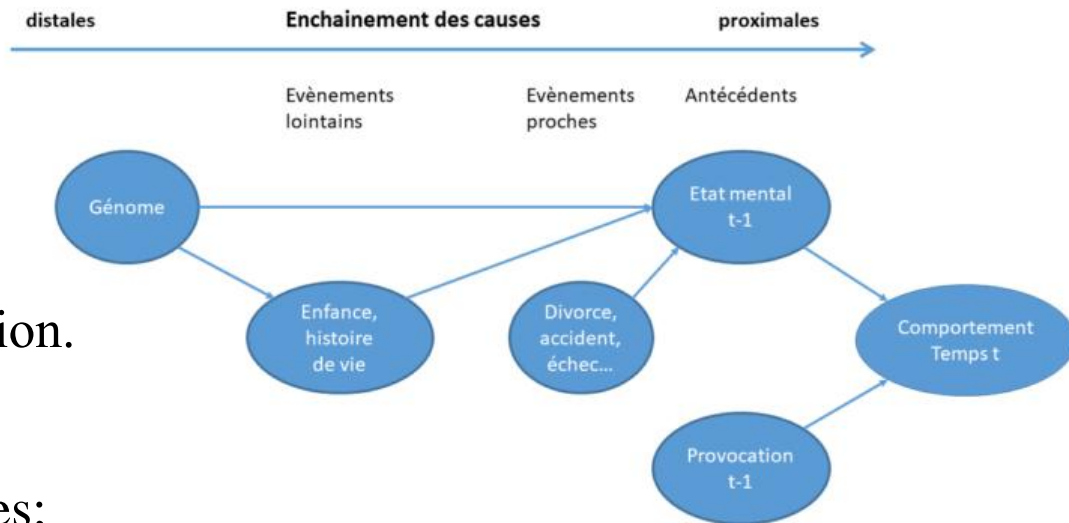 distales Enchainement des causes proximales
Evènements
lointains
Evènements
proches
Antécédents
Génome
Etat mental
t-1
Enfance,
histoire
de vie
Divorce,
accident,
échec...
Comportement
Temps t
ion.
Provocation
t-1
es: